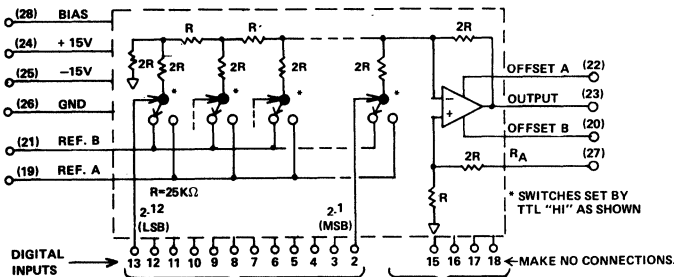 (28) BIAS
(24) + 15V
(25) −15V
(26) GND
(21) REF. B
(19) REF. A
R
R
2R
2R
2R
2R
2R
2R
*
*
*
*
R=25KΩ
2-12
(LSB)
2-1
(MSB)
−
+
OFFSET A (22)
OUTPUT (23)
OFFSET B (20)
2R
RA (27)
R
* SWITCHES SET BY
TTL "HI" AS SHOWN
DIGITAL
INPUTS
13 12 11 10 9 8 7 6 5 4 3 2
15 16 17 18
MAKE NO CONNECTIONS.